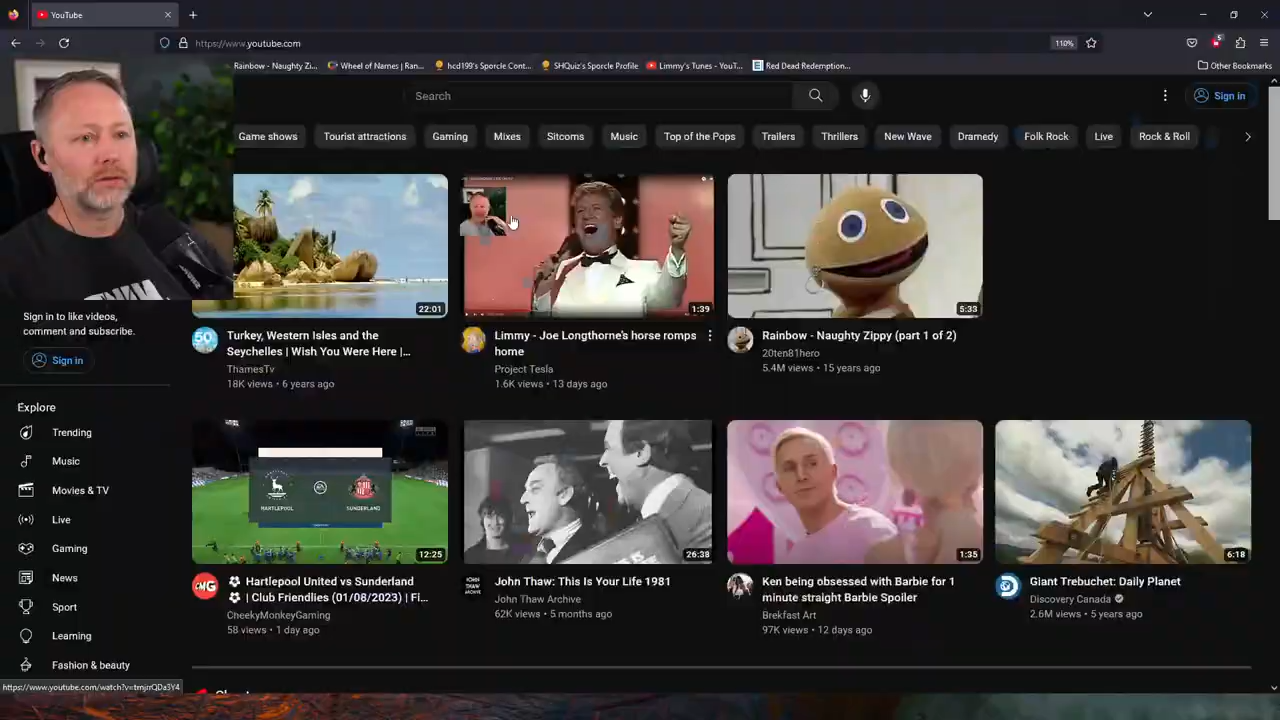 YouTube
https://www.youtube.com
110%
5
Rainbow - Naughty Zi...
Wheel of Names | Ran...
hcd199's Sporcle Cont...
SHQuiz's Sporcle Profile
Limmy's Tunes - YouT...
Red Dead Redemption...
Other Bookmarks
Search
Sign in
Game shows
Tourist attractions
Gaming
Mixes
Sitcoms
Music
Top of the Pops
Trailers
Thrillers
New Wave
Dramedy
Folk Rock
Live
Rock & Roll
22:01
1:39
5:33
Sign in to like videos,
comment and subscribe.
Sign in
50
Turkey, Western Isles and the
Seychelles | Wish You Were Here |...
ThamesTv
18K views • 6 years ago
Limmy - Joe Longthorne's horse romps
home
Project Tesla
1.6K views • 13 days ago
Rainbow - Naughty Zippy (part 1 of 2)
20ten81hero
5.4M views • 15 years ago
Explore
Trending
Music
Movies & TV
Live
Gaming
News
Sport
Learning
Fashion & beauty
HARTLEPOOL
SUNDERLAND
12:25
26:38
1:35
6:18
Hartlepool United vs Sunderland
| Club Friendlies (01/08/2023) | Fi...
CheekyMonkeyGaming
58 views • 1 day ago
JOHN
THAW
ARCHIVE
John Thaw: This Is Your Life 1981
John Thaw Archive
62K views • 5 months ago
Ken being obsessed with Barbie for 1
minute straight Barbie Spoiler
Brekfast Art
97K views • 12 days ago
Giant Trebuchet: Daily Planet
Discovery Canada
2.6M views • 5 years ago